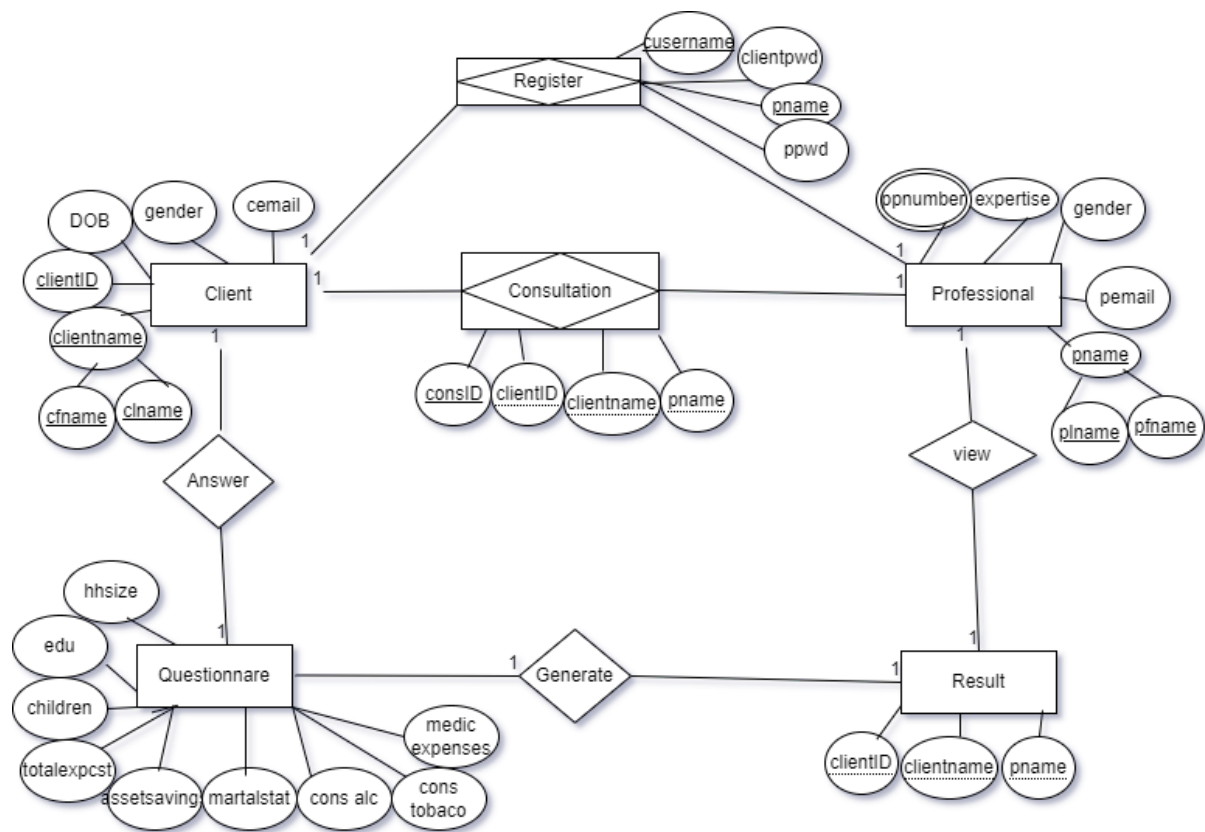 cusername
clientpwd
Register
pname
ppwd
ppnumber
expertise
gender
DOB
gender
cemail
1
1
clientID
1
1
Client
Consultation
Professional
pemail
clientname
1
1
pname
cfname
clname
consID
clientID
clientname
pname
plname
pfname
Answer
view
hhsize
1
1
edu
Questionnare
1
Generate
1
Result
children
medic
expenses
totalexpcst
assetsavings
martalstat
cons alc
cons
tobaco
clientID
clientname
pname